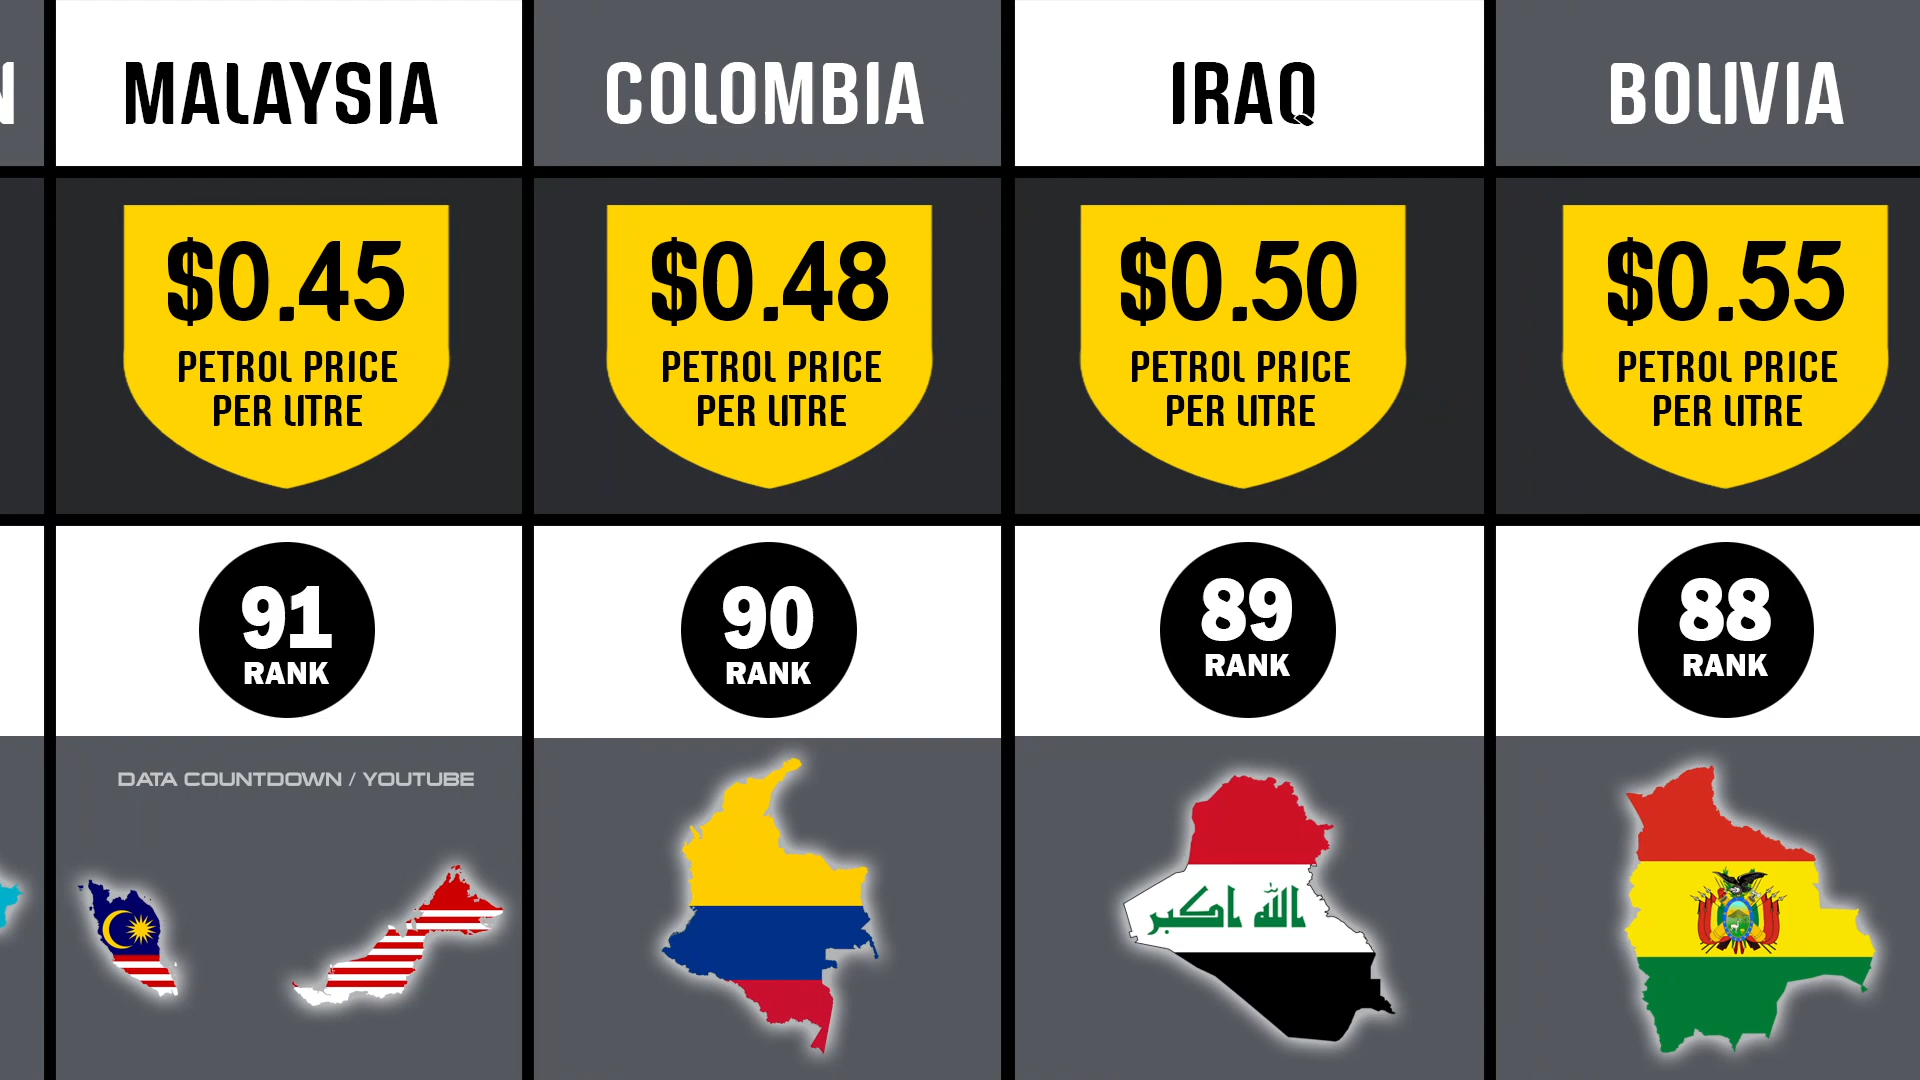 N
MALAYSIA
COLOMBIA
IRAQ
BOLIVIA
$0.45
PETROL PRICE
PER LITRE
$0.48
PETROL PRICE
PER LITRE
$0.50
PETROL PRICE
PER LITRE
$0.55
PETROL PRICE
PER LITRE
91
RANK
90
RANK
89
RANK
88
RANK
DATA COUNTDOWN / YOUTUBE
الله اكبر